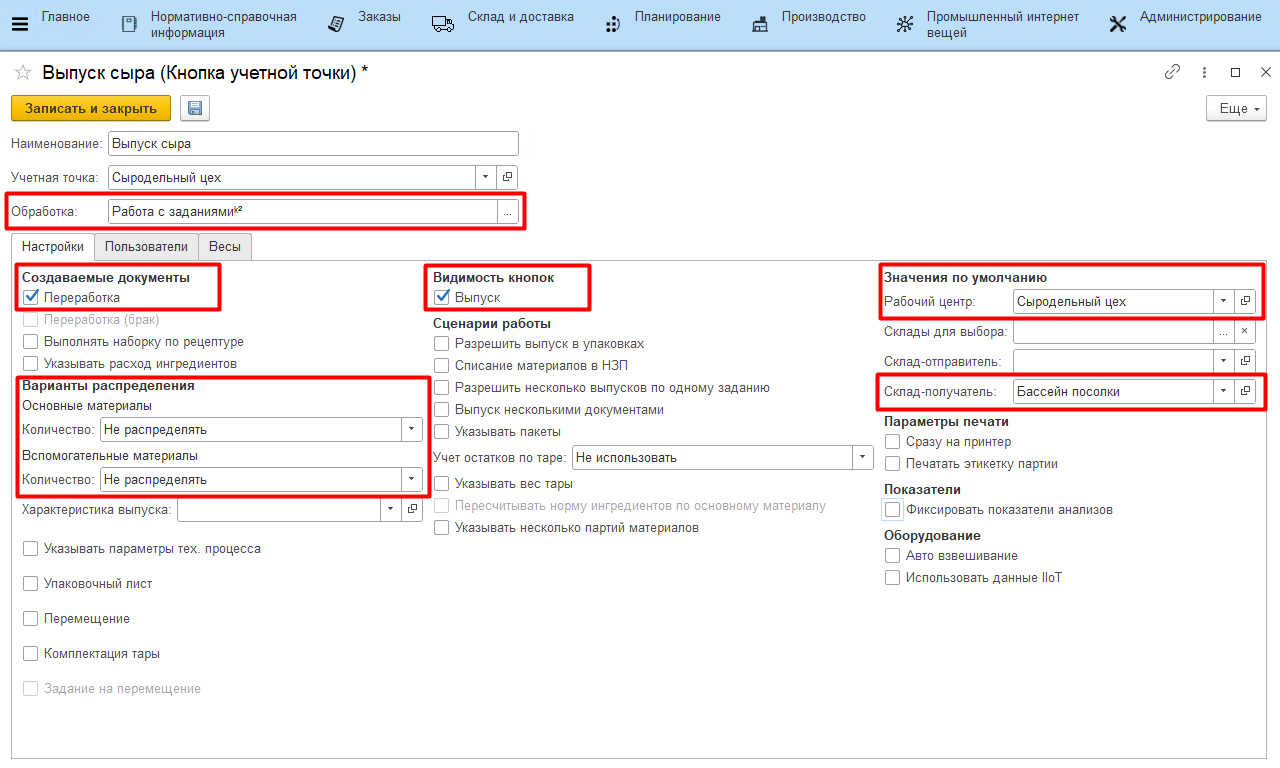 Главное
Нормативно-справочная
информация
Заказы
Склад и доставка
Планирование
Производство
Промышленный интернет
вещей
Администрирование
Выпуск сыра (Кнопка учетной точки) *
Записать и закрыть
Еще
Наименование: Выпуск сыра
Учетная точка: Сыродельный цех
Обработка: Работа с заданиямиᵏ² ...
Настройки Пользователи Весы
Создаваемые документы
Переработка
Переработка (брак)
Выполнять наборку по рецептуре
Указывать расход ингредиентов
Варианты распределения
Основные материалы
Количество: Не распределять
Вспомогательные материалы
Количество: Не распределять
Характеристика выпуска:
Указывать параметры тех. процесса
Упаковочный лист
Перемещение
Комплектация тары
Задание на перемещение
Видимость кнопок
Выпуск
Сценарии работы
Разрешить выпуск в упаковках
Списание материалов в НЗП
Разрешить несколько выпусков по одному заданию
Выпуск несколькими документами
Указывать пакеты
Учет остатков по таре: Не использовать
Указывать вес тары
Пересчитывать норму ингредиентов по основному материалу
Указывать несколько партий материалов
Значения по умолчанию
Рабочий центр: Сыродельный цех
Склады для выбора: ... ×
Склад-отправитель:
Склад-получатель: Бассейн посолки
Параметры печати
Сразу на принтер
Печатать этикетку партии
Показатели
Фиксировать показатели анализов
Оборудование
Авто взвешивание
Использовать данные IIoT